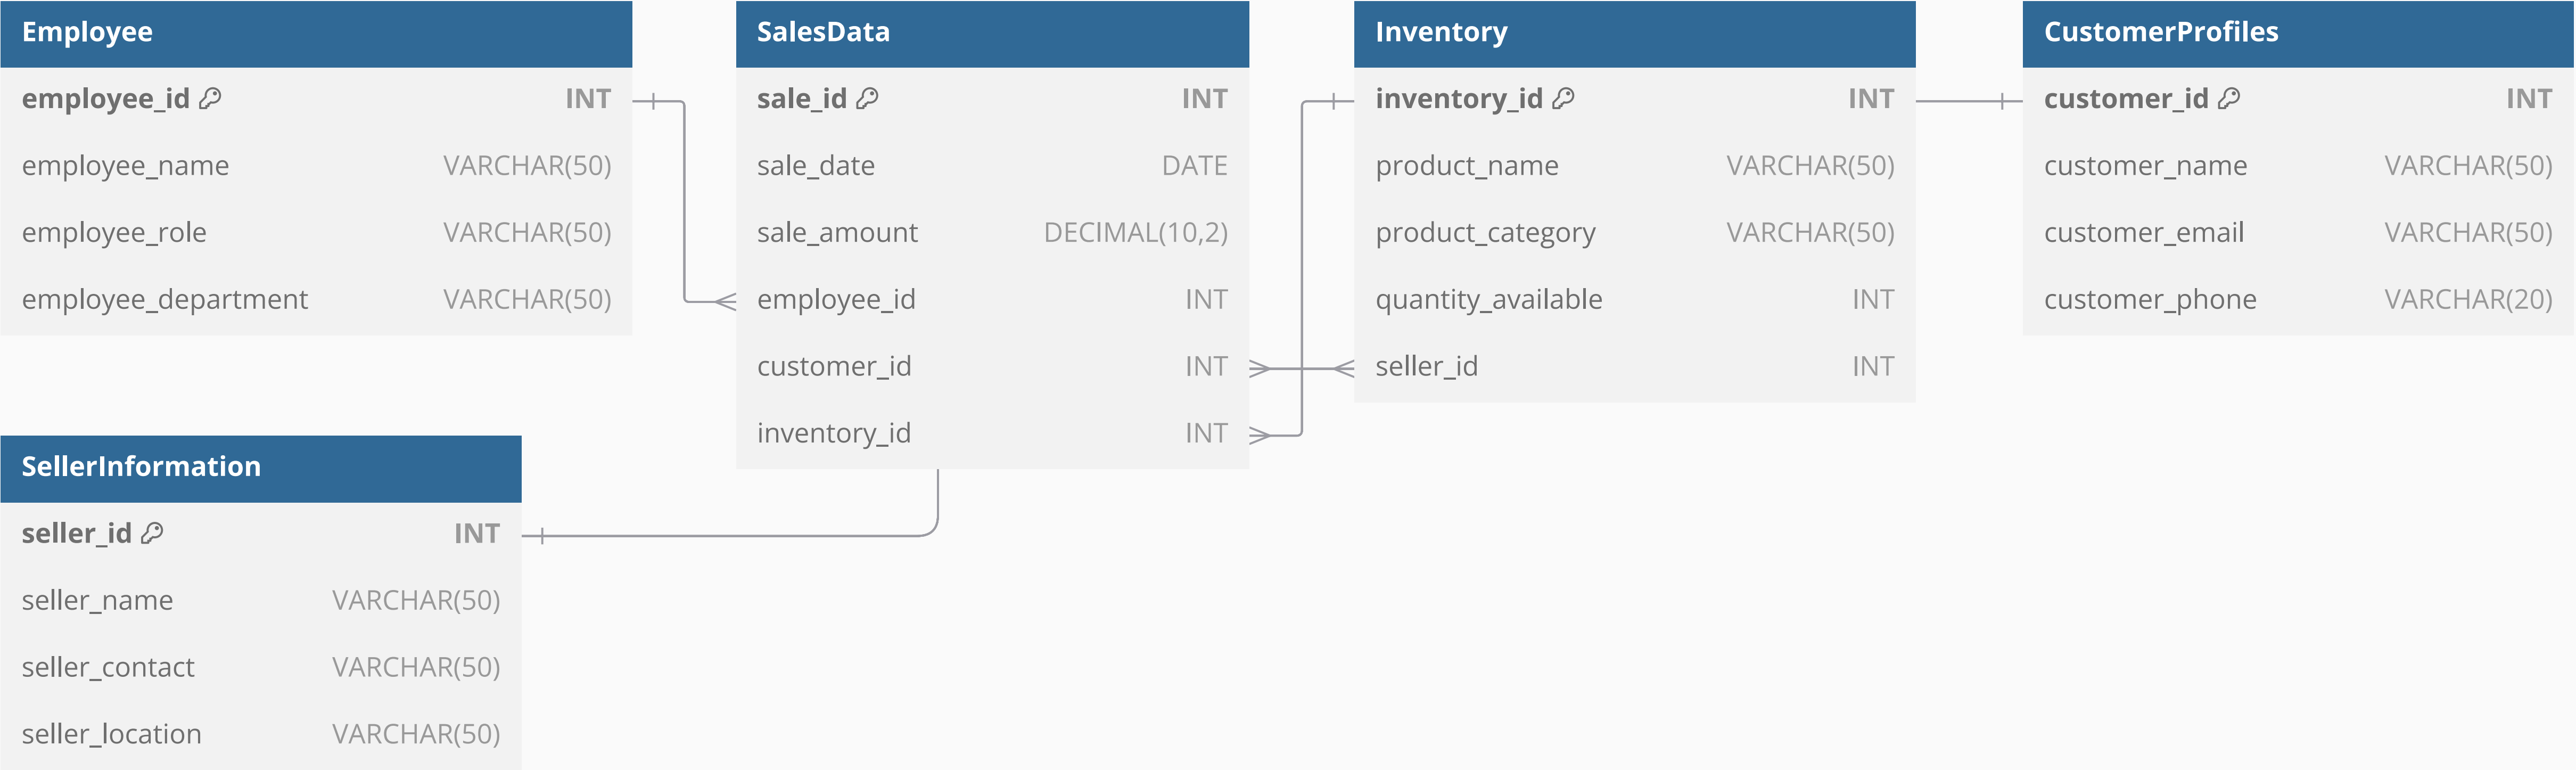 Employee
employee_id INT
employee_name VARCHAR(50)
employee_role VARCHAR(50)
employee_department VARCHAR(50)
SalesData
sale_id INT
sale_date DATE
sale_amount DECIMAL(10,2)
employee_id INT
customer_id INT
inventory_id INT
Inventory
inventory_id INT
product_name VARCHAR(50)
product_category VARCHAR(50)
quantity_available INT
seller_id INT
CustomerProfiles
customer_id INT
customer_name VARCHAR(50)
customer_email VARCHAR(50)
customer_phone VARCHAR(20)
SellerInformation
seller_id INT
seller_name VARCHAR(50)
seller_contact VARCHAR(50)
seller_location VARCHAR(50)